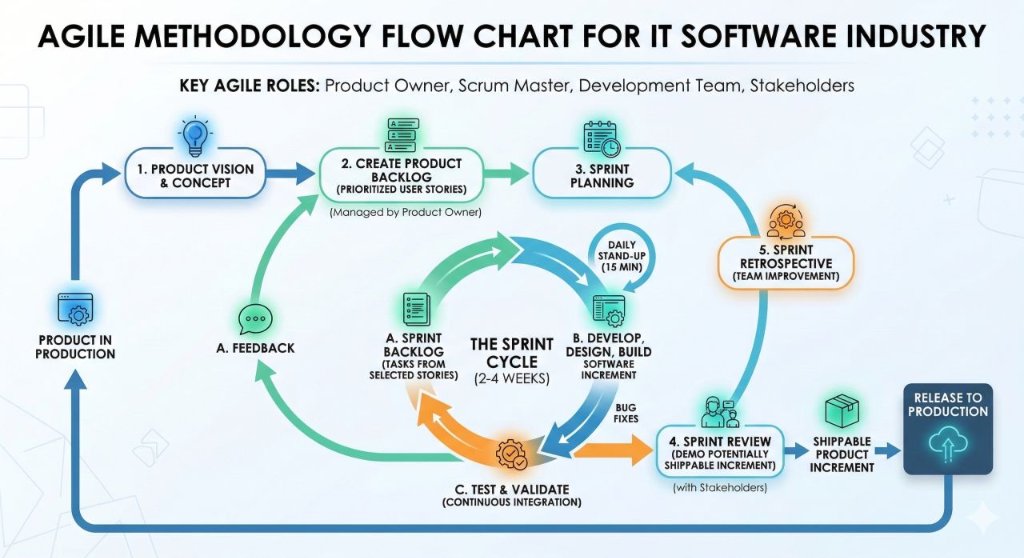 AGILE METHODOLOGY FLOW CHART FOR IT SOFTWARE INDUSTRY
KEY AGILE ROLES: Product Owner, Scrum Master, Development Team, Stakeholders
1. PRODUCT VISION
& CONCEPT
2. CREATE PRODUCT
BACKLOG
(PRIORITIZED USER STORIES)
(Managed by Product Owner)
3. SPRINT
PLANNING
5. SPRINT
RETROSPECTIVE
(TEAM IMPROVEMENT)
DAILY
STAND-UP
(15 MIN)
PRODUCT IN
PRODUCTION
A. FEEDBACK
A. SPRINT
BACKLOG
(TASKS FROM
SELECTED STORIES)
THE SPRINT
CYCLE
(2-4 WEEKS)
B. DEVELOP,
DESIGN, BUILD
SOFTWARE
INCREMENT
BUG
FIXES
C. TEST & VALIDATE
(CONTINUOUS INTEGRATION)
4. SPRINT REVIEW
(DEMO POTENTIALLY
SHIPPABLE INCREMENT)
(with Stakeholders)
SHIPPABLE
PRODUCT
INCREMENT
RELEASE TO
PRODUCTION